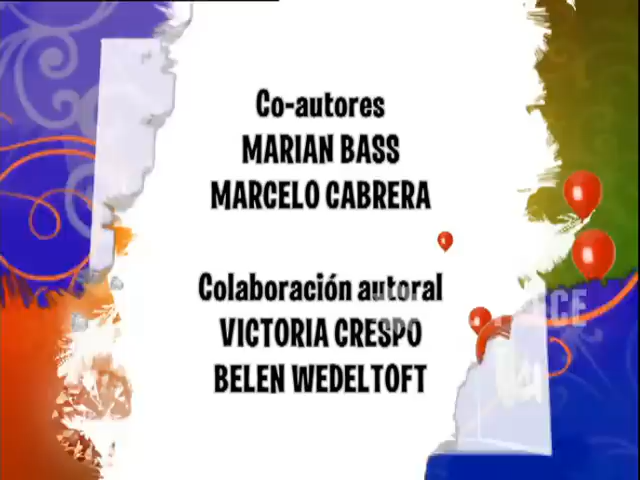 Co-autores
MARIAN BASS
MARCELO CABRERA
Colaboración autoral
VICTORIA CRESPO
BELEN WEDELTOFT